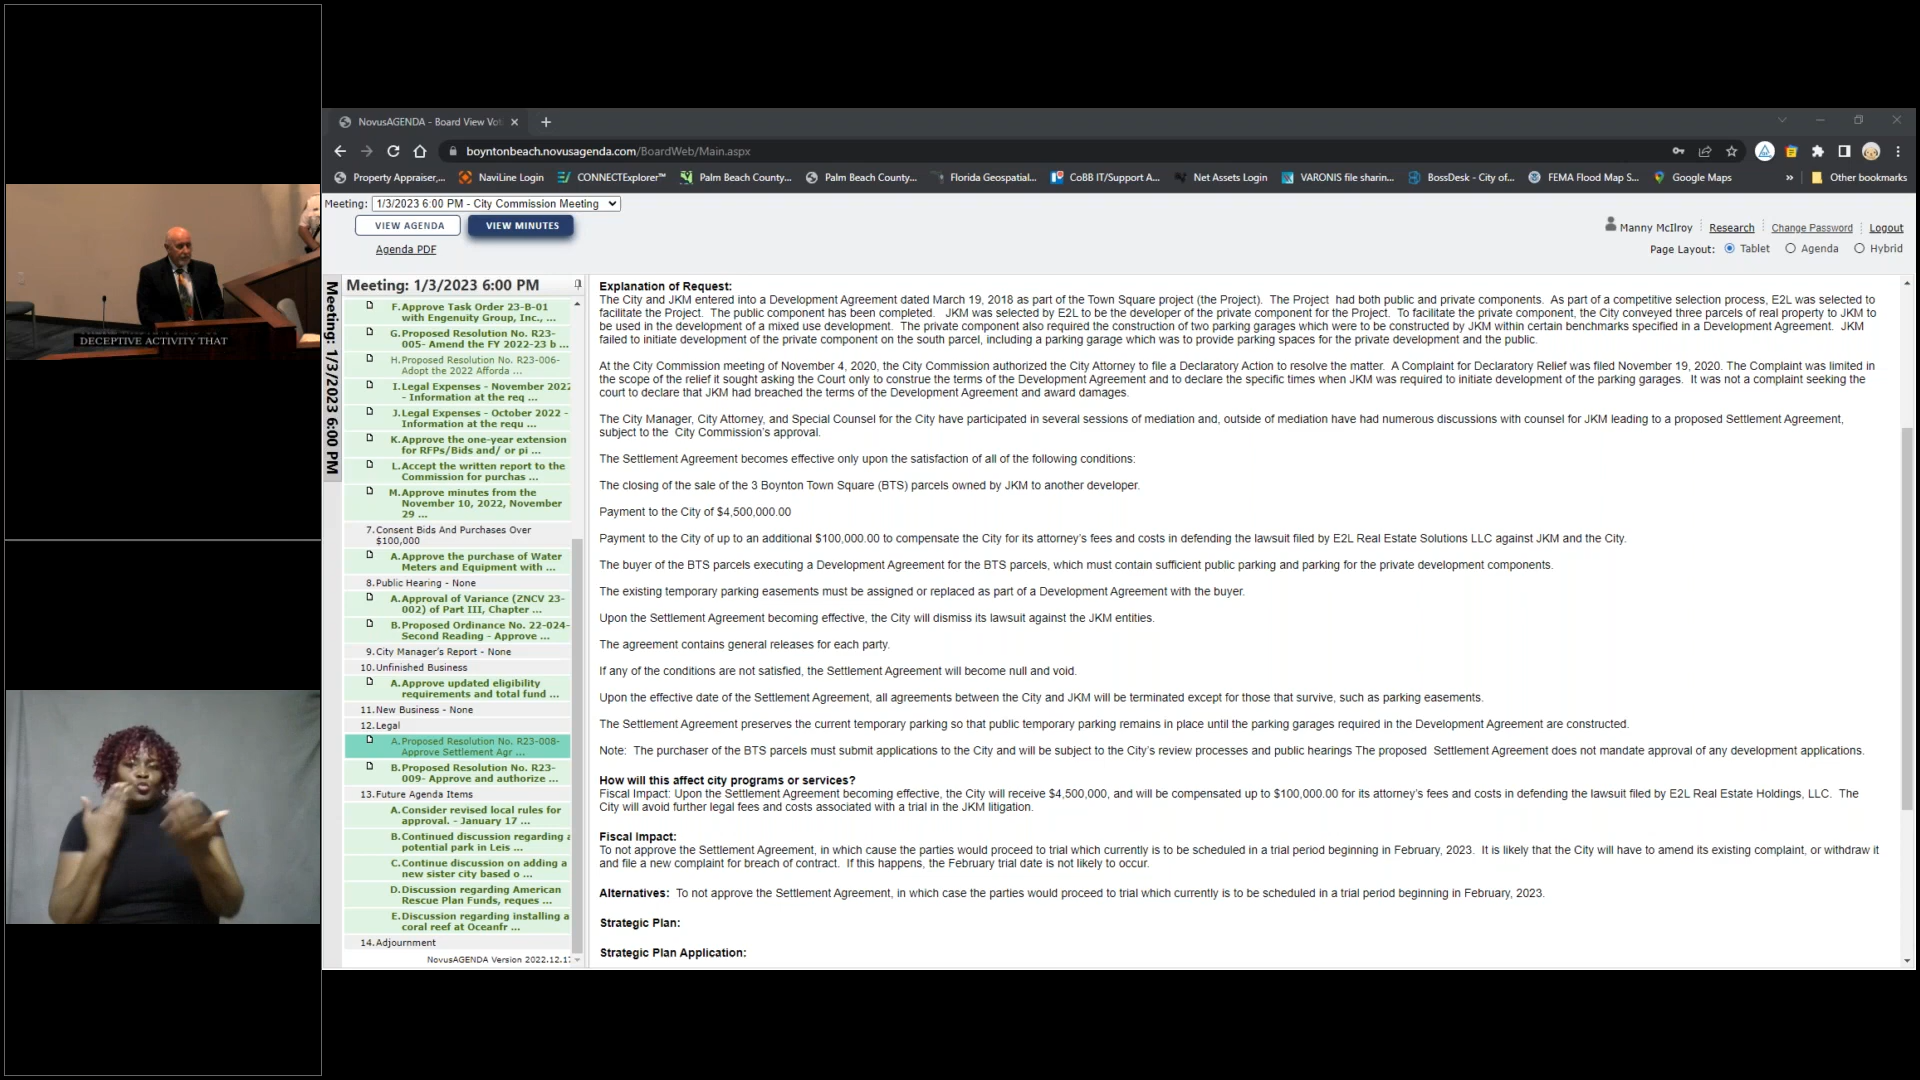 DECEPTIVE ACTIVITY THAT
NovusAGENDA - Board View Vot
boyntonbeach.novusagenda.com/BoardWeb/Main.aspx
Property Appraiser,...
NaviLine Login
CONNECTExplorer™
Palm Beach County...
Palm Beach County...
Florida Geospatial...
CoBB IT/Support A...
Net Assets Login
VARONIS file sharin...
BossDesk - City of...
FEMA Flood Map S...
Google Maps
»
Other bookmarks
Meeting: 1/3/2023 6:00 PM - City Commission Meeting
VIEW AGENDA
VIEW MINUTES
Agenda PDF
Manny McIlroy
Research
Change Password
Logout
Page Layout: Tablet Agenda Hybrid
Meeting: 1/3/2023 6:00 PM
Meeting: 1/3/2023 6:00 PM
F. Approve Task Order 23-B-01
with Engenuity Group, Inc., ...
G. Proposed Resolution No. R23-
005- Amend the FY 2022-23 b ...
H. Proposed Resolution No. R23-006-
Adopt the 2022 Afforda ...
I. Legal Expenses - November 2022
- Information at the req ...
J. Legal Expenses - October 2022 -
Information at the requ ...
K. Approve the one-year extension
for RFPs/Bids and/ or pi ...
L. Accept the written report to the
Commission for purchas ...
M. Approve minutes from the
November 10, 2022, November
29 ...
7. Consent Bids And Purchases Over
$100,000
A. Approve the purchase of Water
Meters and Equipment with ...
8. Public Hearing - None
A. Approval of Variance (ZNCV 23-
002) of Part III, Chapter ...
B. Proposed Ordinance No. 22-024-
Second Reading - Approve ...
9. City Manager's Report - None
10. Unfinished Business
A. Approve updated eligibility
requirements and total fund ...
11. New Business - None
12. Legal
A. Proposed Resolution No. R23-008-
Approve Settlement Agr ...
B. Proposed Resolution No. R23-
009- Approve and authorize ...
13. Future Agenda Items
A. Consider revised local rules for
approval. - January 17 ...
B. Continued discussion regarding a
potential park in Leis ...
C. Continue discussion on adding a
new sister city based o ...
D. Discussion regarding American
Rescue Plan Funds, reques ...
E. Discussion regarding installing a
coral reef at Oceanfr ...
14. Adjournment
NovusAGENDA Version 2022.12.17
Explanation of Request:
The City and JKM entered into a Development Agreement dated March 19, 2018 as part of the Town Square project (the Project). The Project had both public and private components. As part of a competitive selection process, E2L was selected to
facilitate the Project. The public component has been completed. JKM was selected by E2L to be the developer of the private component for the Project. To facilitate the private component, the City conveyed three parcels of real property to JKM to
be used in the development of a mixed use development. The private component also required the construction of two parking garages which were to be constructed by JKM within certain benchmarks specified in a Development Agreement. JKM
failed to initiate development of the private component on the south parcel, including a parking garage which was to provide parking spaces for the private development and the public.
At the City Commission meeting of November 4, 2020, the City Commission authorized the City Attorney to file a Declaratory Action to resolve the matter. A Complaint for Declaratory Relief was filed November 19, 2020. The Complaint was limited in
the scope of the relief it sought asking the Court only to construe the terms of the Development Agreement and to declare the specific times when JKM was required to initiate development of the parking garages. It was not a complaint seeking the
court to declare that JKM had breached the terms of the Development Agreement and award damages.
The City Manager, City Attorney, and Special Counsel for the City have participated in several sessions of mediation and, outside of mediation have had numerous discussions with counsel for JKM leading to a proposed Settlement Agreement,
subject to the City Commission's approval.
The Settlement Agreement becomes effective only upon the satisfaction of all of the following conditions:
The closing of the sale of the 3 Boynton Town Square (BTS) parcels owned by JKM to another developer.
Payment to the City of $4,500,000.00
Payment to the City of up to an additional $100,000.00 to compensate the City for its attorney's fees and costs in defending the lawsuit filed by E2L Real Estate Solutions LLC against JKM and the City.
The buyer of the BTS parcels executing a Development Agreement for the BTS parcels, which must contain sufficient public parking and parking for the private development components.
The existing temporary parking easements must be assigned or replaced as part of a Development Agreement with the buyer.
Upon the Settlement Agreement becoming effective, the City will dismiss its lawsuit against the JKM entities.
The agreement contains general releases for each party.
If any of the conditions are not satisfied, the Settlement Agreement will become null and void.
Upon the effective date of the Settlement Agreement, all agreements between the City and JKM will be terminated except for those that survive, such as parking easements.
The Settlement Agreement preserves the current temporary parking so that public temporary parking remains in place until the parking garages required in the Development Agreement are constructed.
Note: The purchaser of the BTS parcels must submit applications to the City and will be subject to the City's review processes and public hearings The proposed Settlement Agreement does not mandate approval of any development applications.
How will this affect city programs or services?
Fiscal Impact: Upon the Settlement Agreement becoming effective, the City will receive $4,500,000, and will be compensated up to $100,000.00 for its attorney's fees and costs in defending the lawsuit filed by E2L Real Estate Holdings, LLC. The
City will avoid further legal fees and costs associated with a trial in the JKM litigation.
Fiscal Impact:
To not approve the Settlement Agreement, in which cause the parties would proceed to trial which currently is to be scheduled in a trial period beginning in February, 2023. It is likely that the City will have to amend its existing complaint, or withdraw it
and file a new complaint for breach of contract. If this happens, the February trial date is not likely to occur.
Alternatives: To not approve the Settlement Agreement, in which case the parties would proceed to trial which currently is to be scheduled in a trial period beginning in February, 2023.
Strategic Plan:
Strategic Plan Application: